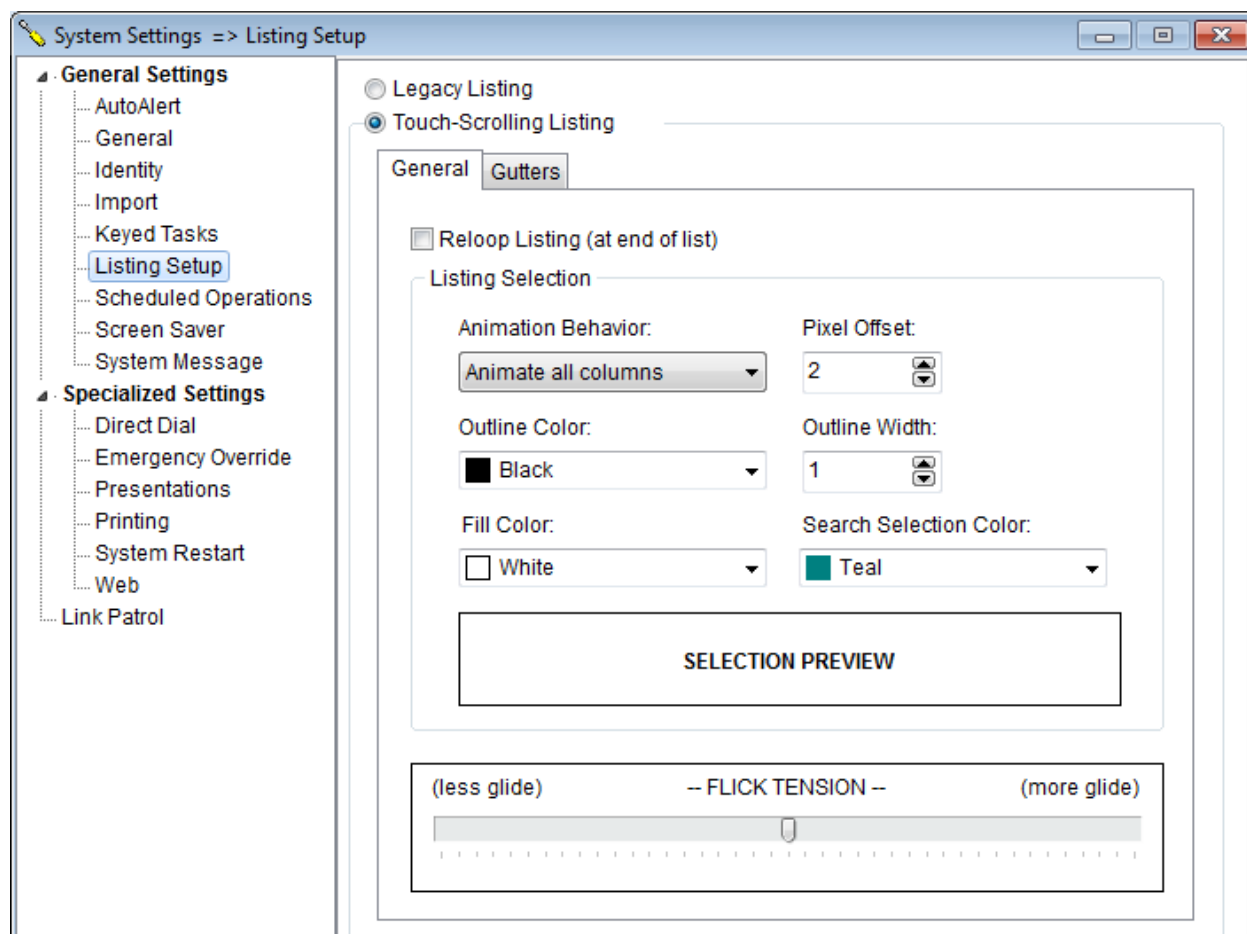 System Settings => Listing Setup
General Settings
AutoAlert
General
Identity
Import
Keyed Tasks
Listing Setup
Scheduled Operations
Screen Saver
System Message
Specialized Settings
Direct Dial
Emergency Override
Presentations
Printing
System Restart
Web
Link Patrol
Legacy Listing
Touch-Scrolling Listing
General Gutters
Reloop Listing (at end of list)
Listing Selection
Animation Behavior: Pixel Offset:
Animate all columns 2
Outline Color: Outline Width:
Black 1
Fill Color: Search Selection Color:
White Teal
SELECTION PREVIEW
(less glide) -- FLICK TENSION -- (more glide)